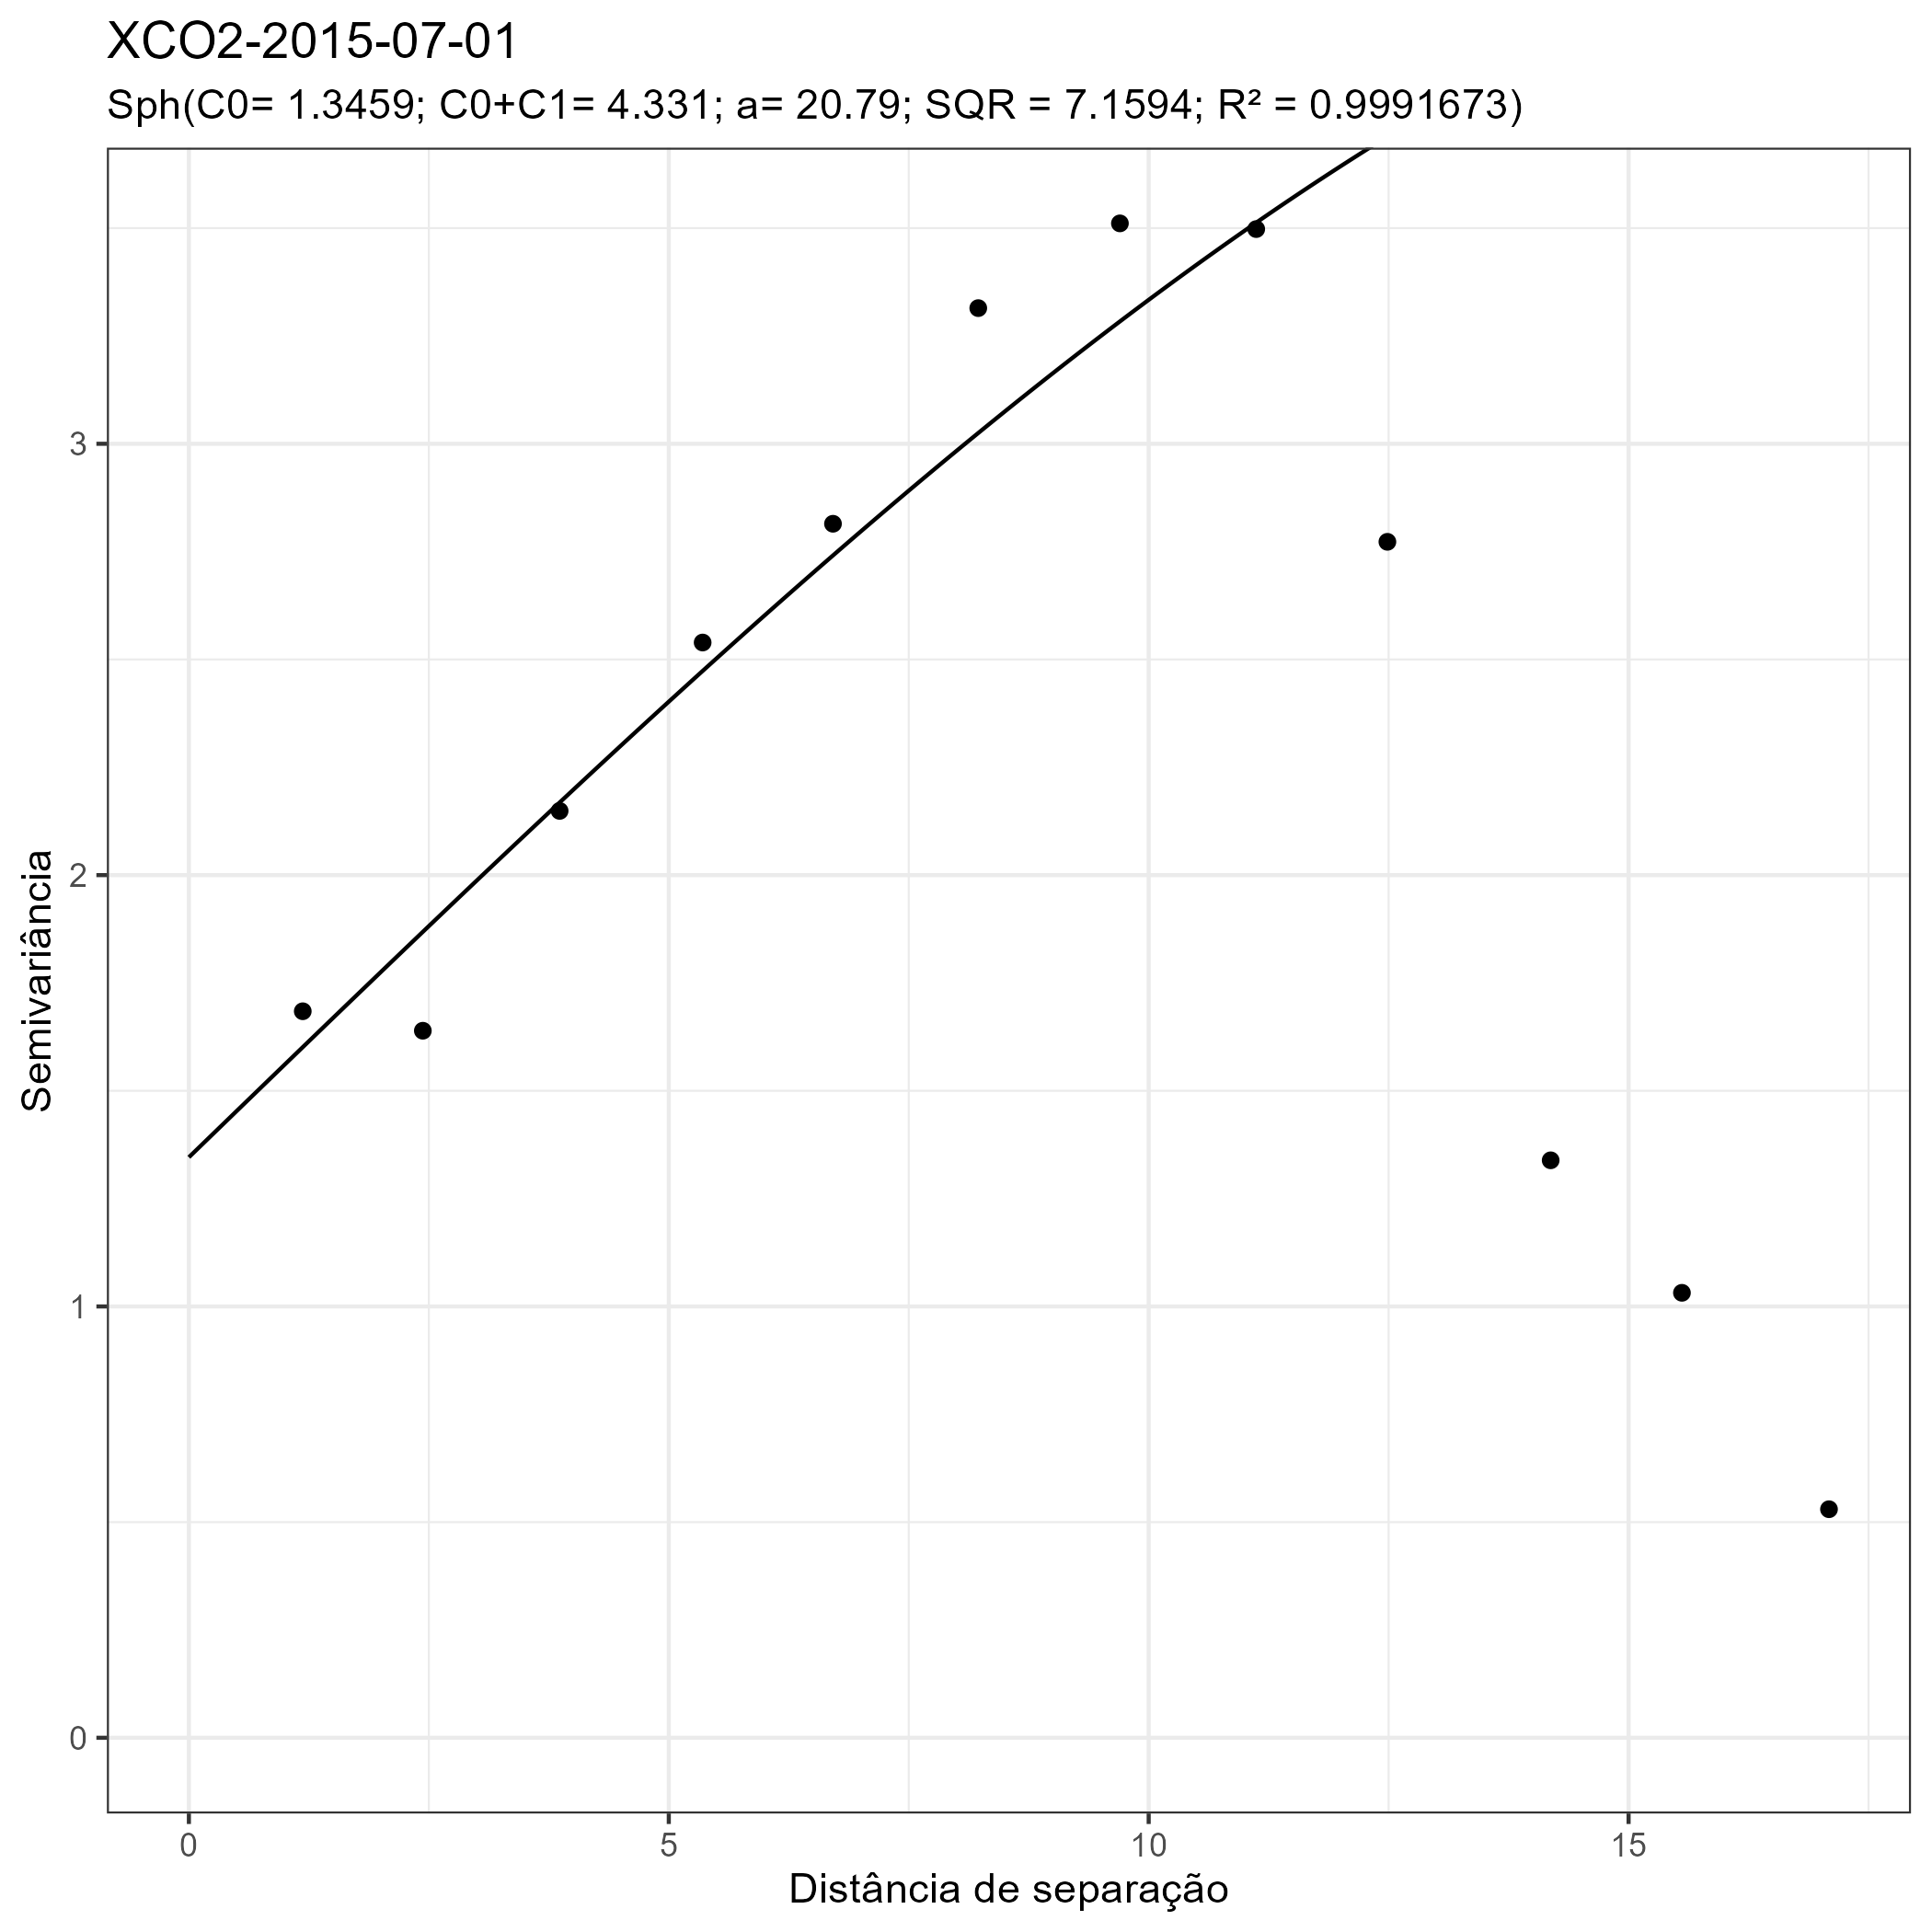 XCO2-2015-07-01
Sph(C0= 1.3459; C0+C1= 4.331; a= 20.79; SQR = 7.1594; R² = 0.9991673)
Semivariância
3
2
1
0
0 5 10 15
Distância de separação